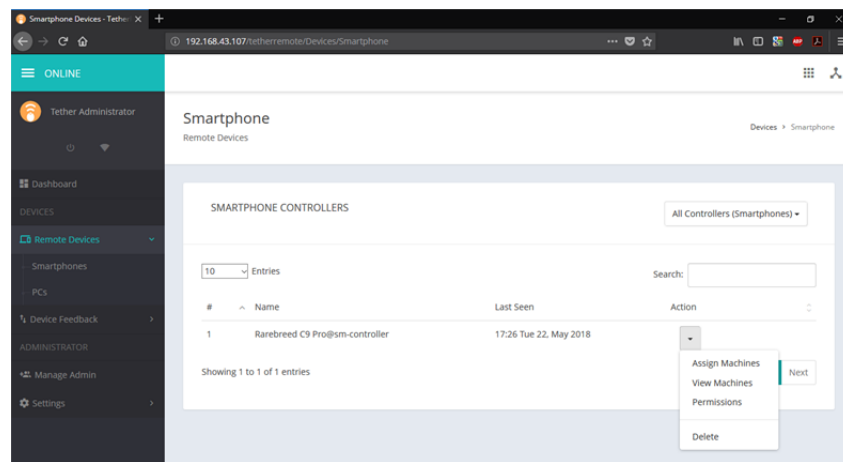 Smartphone Devices - Tether
192.168.43.107/tetherremote/Devices/Smartphone
ONLINE
Tether Administrator
Smartphone
Remote Devices
Devices > Smartphone
Dashboard
DEVICES
Remote Devices
Smartphones
PCs
Device Feedback
ADMINISTRATOR
Manage Admin
Settings
SMARTPHONE CONTROLLERS
All Controllers (Smartphones)
10 Entries
Search:
# Name Last Seen Action
1 Rarebreed C9 Pro@sm-controller 17:26 Tue 22, May 2018
Showing 1 to 1 of 1 entries
Next
Assign Machines
View Machines
Permissions
Delete